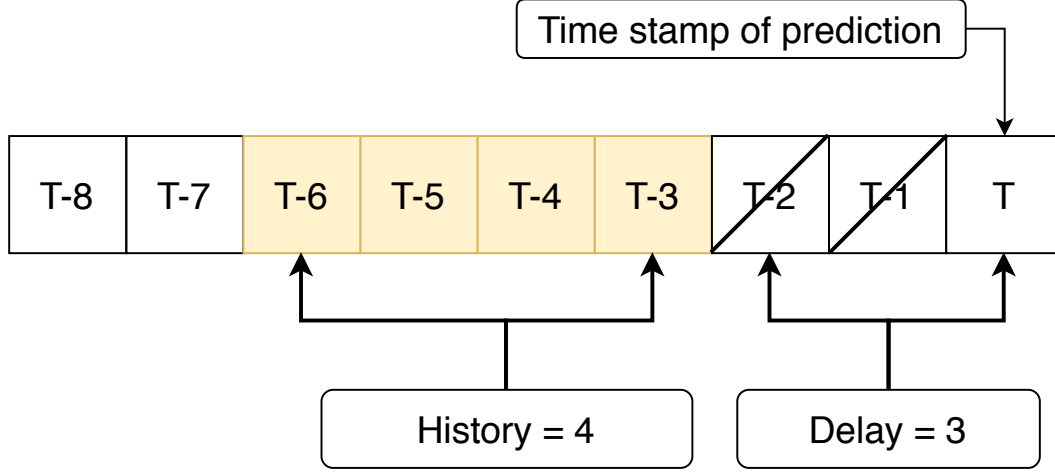 Time stamp of prediction
T-8 T-7 T-6 T-5 T-4 T-3 T-2 T-1 T
History = 4
Delay = 3